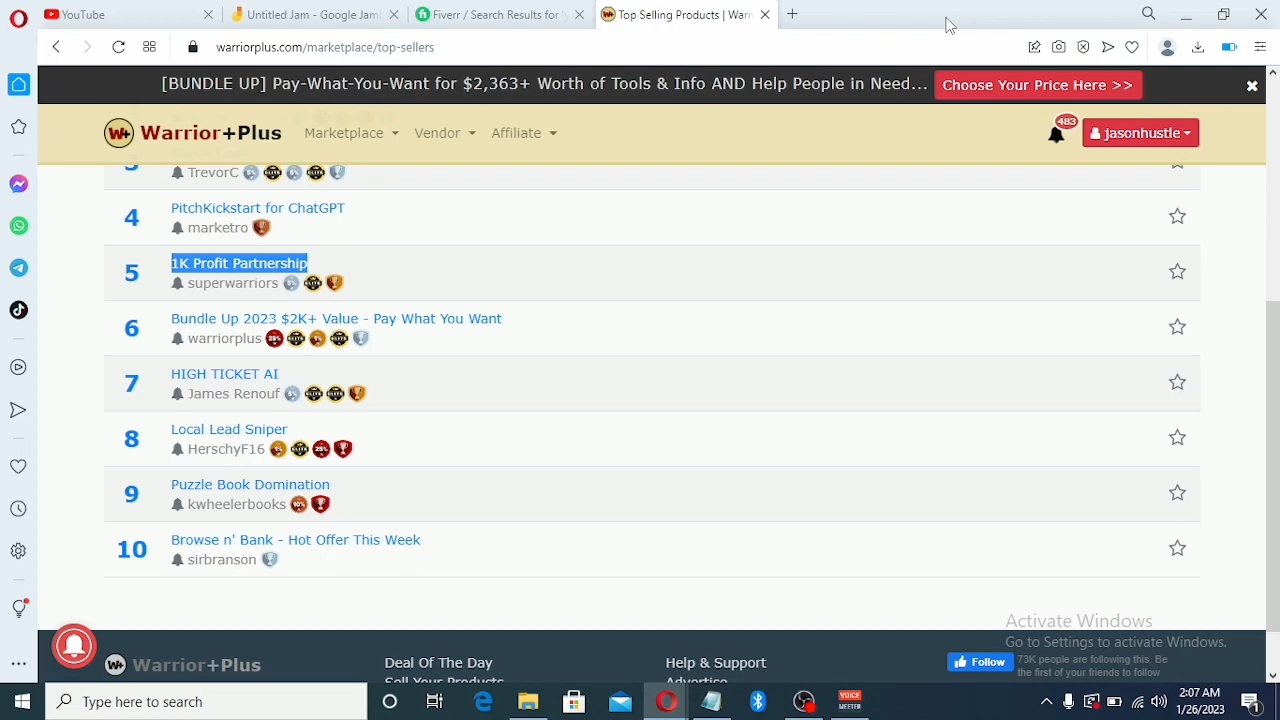 YouTube
Untitled Jam - Google Jam
Fiverr / Search Results for '
Top Selling Products | Warr
warriorplus.com/marketplace/top-sellers
[BUNDLE UP] Pay-What-You-Want for $2,363+ Worth of Tools & Info AND Help People in Need...
Choose Your Price Here >>
Warrior+Plus
Marketplace
Vendor
Affiliate
483
jasonhustle
TrevorC
4
PitchKickstart for ChatGPT
marketro
5
1K Profit Partnership
superwarriors
6
Bundle Up 2023 $2K+ Value - Pay What You Want
warriorplus
7
HIGH TICKET AI
James Renouf
8
Local Lead Sniper
HerschyF16
9
Puzzle Book Domination
kwheelerbooks
10
Browse n' Bank - Hot Offer This Week
sirbranson
Activate Windows
Go to Settings to activate Windows.
Warrior+Plus
Deal Of The Day
Sell Your Products
Help & Support
Advertise
Follow
73K people are following this. Be
the first of your friends to follow
Type here to search
VOICE
MEETER
2:07 AM
1/26/2023
1